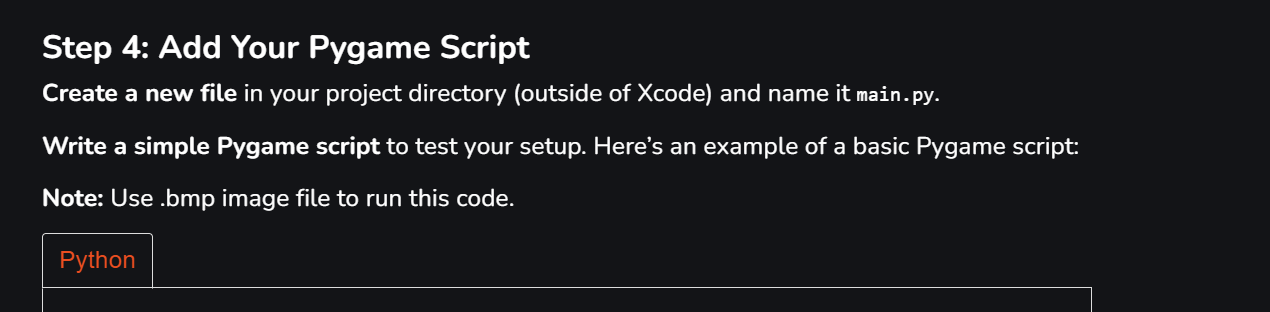 Step 4: Add Your Pygame Script
Create a new file in your project directory (outside of Xcode) and name it main.py.
Write a simple Pygame script to test your setup. Here’s an example of a basic Pygame script:
Note: Use .bmp image file to run this code.
Python